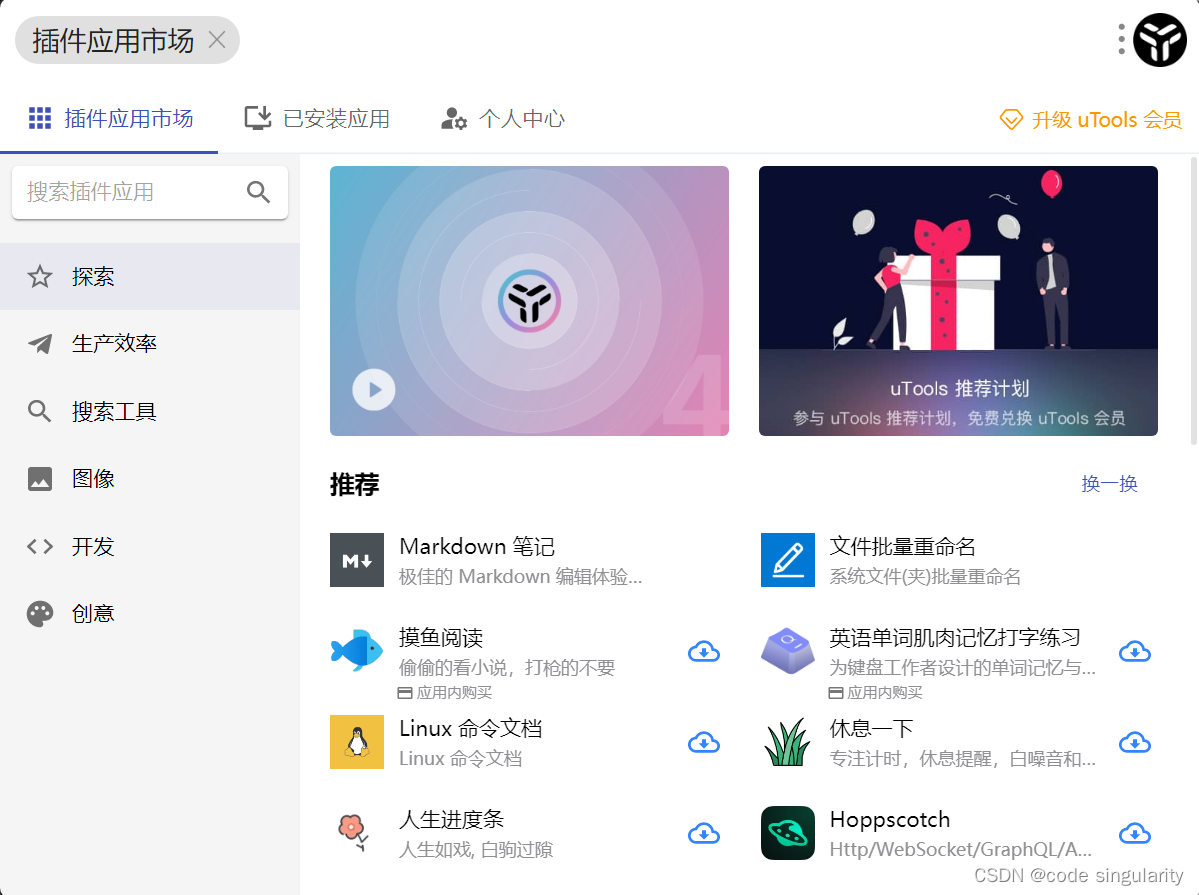 插件应用市场
插件应用市场
已安装应用
个人中心
升级 uTools 会员
搜索插件应用
探索
生产效率
搜索工具
图像
开发
创意
4
uTools 推荐计划
参与 uTools 推荐计划，免费兑换 uTools 会员
推荐
换一换
M
Markdown 笔记
极佳的 Markdown 编辑体验...
文件批量重命名
系统文件(夹)批量重命名
摸鱼阅读
偷偷的看小说，打枪的不要
应用内购买
英语单词肌肉记忆打字练习
为键盘工作者设计的单词记忆与...
应用内购买
Linux 命令文档
Linux 命令文档
休息一下
专注计时，休息提醒，白噪音和...
人生进度条
人生如戏, 白驹过隙
Hoppscotch
Http/WebSocket/GraphQL/A...
CSDN @code singularity